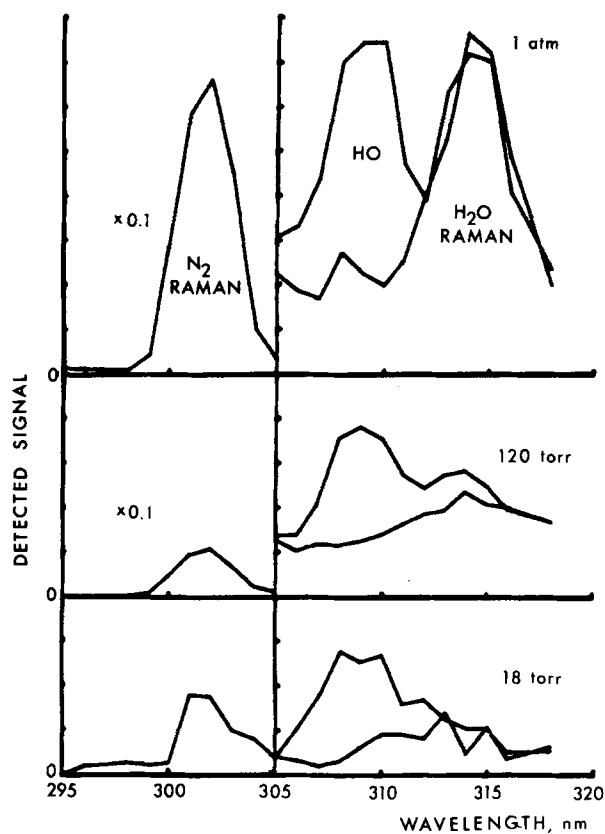 1 atm
HO
×0.1
N2
RAMAN
H2O
RAMAN
0
DETECTED SIGNAL
120 torr
×0.1
0
18 torr
0
295 300 305 310 315 320
WAVELENGTH, nm